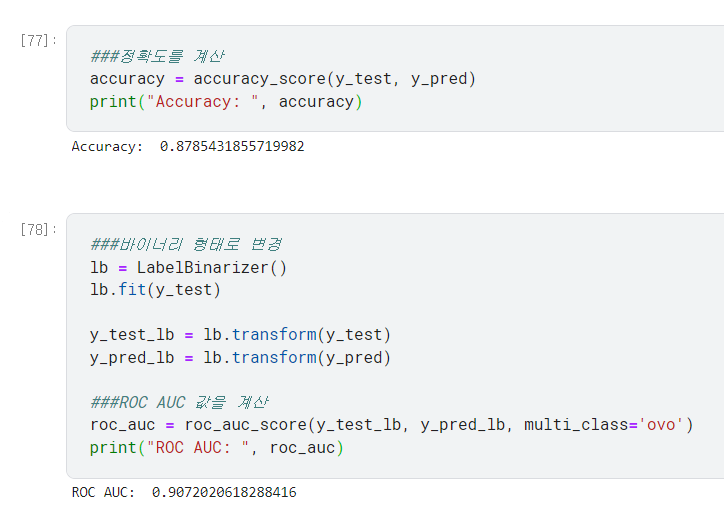 [77]:
###정확도를 계산
accuracy = accuracy_score(y_test, y_pred)
print("Accuracy: ", accuracy)
Accuracy:  0.8785431855719982
[78]:
###바이너리 형태로 변경
lb = LabelBinarizer()
lb.fit(y_test)
y_test_lb = lb.transform(y_test)
y_pred_lb = lb.transform(y_pred)
###ROC AUC 값을 계산
roc_auc = roc_auc_score(y_test_lb, y_pred_lb, multi_class='ovo')
print("ROC AUC: ", roc_auc)
ROC AUC:  0.9072020618288416